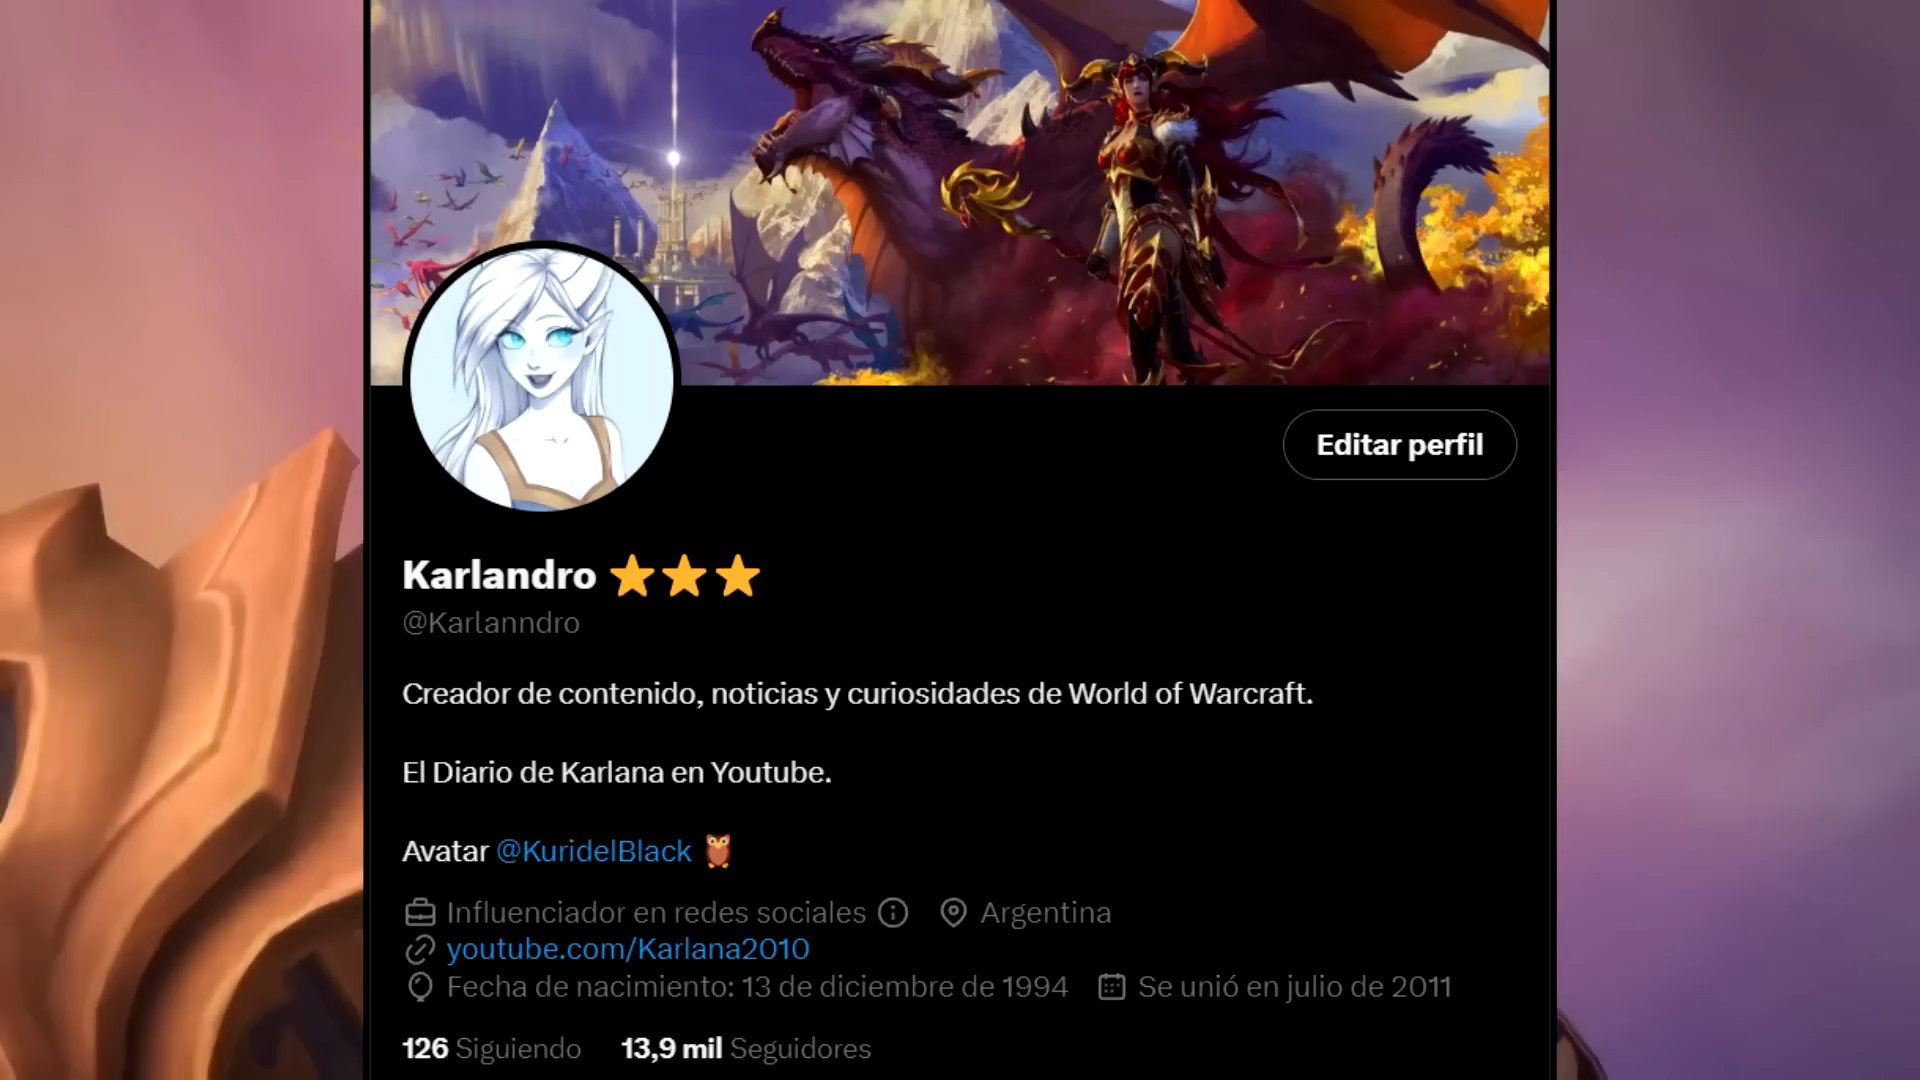 Editar perfil
Karlandro ⭐⭐⭐
@Karlanndro
Creador de contenido, noticias y curiosidades de World of Warcraft.
El Diario de Karlana en Youtube.
Avatar @KuridelBlack 🦉
Influenciador en redes sociales Argentina
youtube.com/Karlana2010
Fecha de nacimiento: 13 de diciembre de 1994 Se unió en julio de 2011
126 Siguiendo 13,9 mil Seguidores